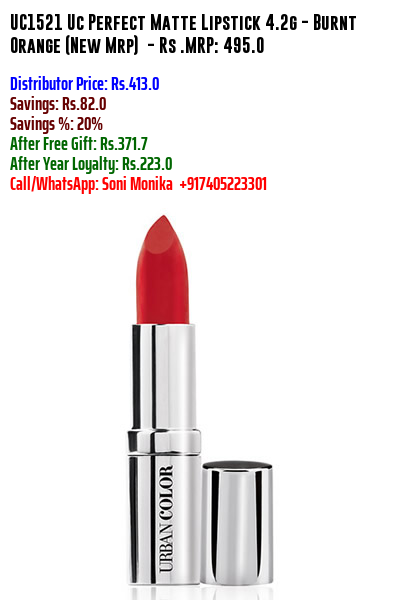 UC1521 Uc Perfect Matte Lipstick 4.2g - Burnt
Orange (New Mrp) - Rs .MRP: 495.0
Distributor Price: Rs.413.0
Savings: Rs.82.0
Savings %: 20%
After Free Gift: Rs.371.7
After Year Loyalty: Rs.223.0
Call/WhatsApp: Soni Monika +917405223301
URBAN COLOR